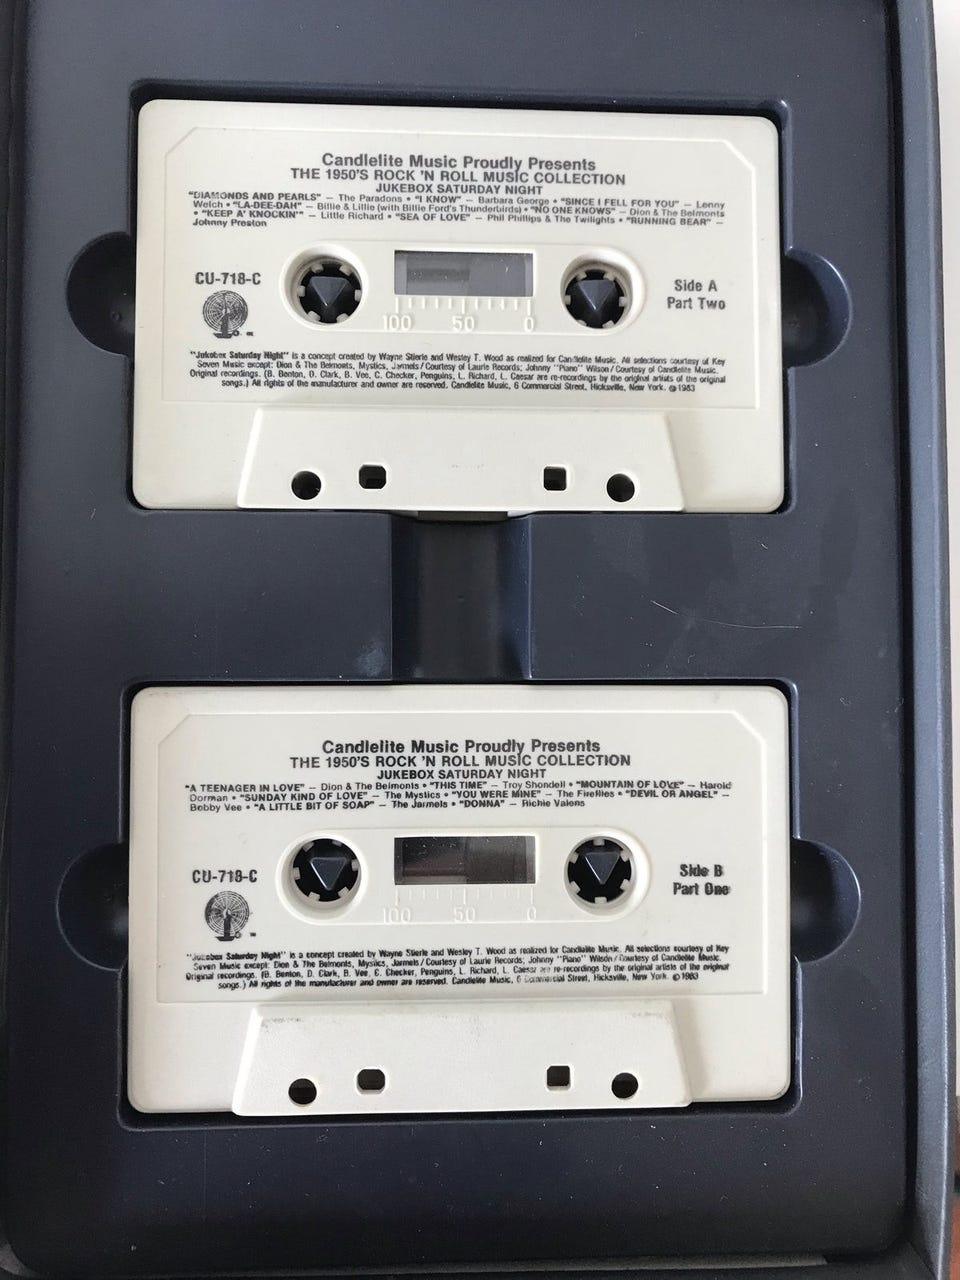 Candlelite Music Proudly Presents
THE 1950'S ROCK 'N ROLL MUSIC COLLECTION
JUKEBOX SATURDAY NIGHT
"DIAMONDS AND PEARLS" — The Paradons • "I KNOW" — Barbara George • "SINCE I FELL FOR YOU" — Lenny
Welch • "LA-DEE-DAH" — Billie & Lillie (with Billie Ford's Thunderbirds) • "NO ONE KNOWS" — Dion & The Belmonts
• "KEEP A' KNOCKIN'" — Little Richard • "SEA OF LOVE" — Phil Phillips & The Twilights • "RUNNING BEAR" —
Johnny Preston
CU-718-C
Side A
Part Two
100 50 0
"Jukebox Saturday Night" is a concept created by Wayne Stierle and Wesley T. Wood as realized for Candlelite Music. All selections courtesy of Key
Seven Music except: Dion & The Belmonts, Mystics, Jarmels/Courtesy of Laurie Records; Johnny "Piano" Wilson/Courtesy of Candlelite Music.
Original recordings. (B. Benton, D. Clark, B. Vee, C. Checker, Penguins, L. Richard, L. Caesar are re-recordings by the original artists of the original
songs.) All rights of the manufacturer and owner are reserved. Candlelite Music, 6 Commercial Street, Hicksville, New York. ℗1983
Candlelite Music Proudly Presents
THE 1950'S ROCK 'N ROLL MUSIC COLLECTION
JUKEBOX SATURDAY NIGHT
"A TEENAGER IN LOVE" — Dion & The Belmonts • "THIS TIME" — Troy Shondell • "MOUNTAIN OF LOVE" — Harold
Dorman • "SUNDAY KIND OF LOVE" — The Mystics • "YOU WERE MINE" — The Fireflies • "DEVIL OR ANGEL" —
Bobby Vee • "A LITTLE BIT OF SOAP" — The Jarmels • "DONNA" — Richie Valens
CU-718-C
Side B
Part One
100 50 0
"Jukebox Saturday Night" is a concept created by Wayne Stierle and Wesley T. Wood as realized for Candlelite Music. All selections courtesy of Key
Seven Music except: Dion & The Belmonts, Mystics, Jarmels/Courtesy of Laurie Records; Johnny "Piano" Wilson/Courtesy of Candlelite Music.
Original recordings. (B. Benton, D. Clark, B. Vee, C. Checker, Penguins, L. Richard, L. Caesar are re-recordings by the original artists of the original
songs.) All rights of the manufacturer and owner are reserved. Candlelite Music, 6 Commercial Street, Hicksville, New York. ℗1983